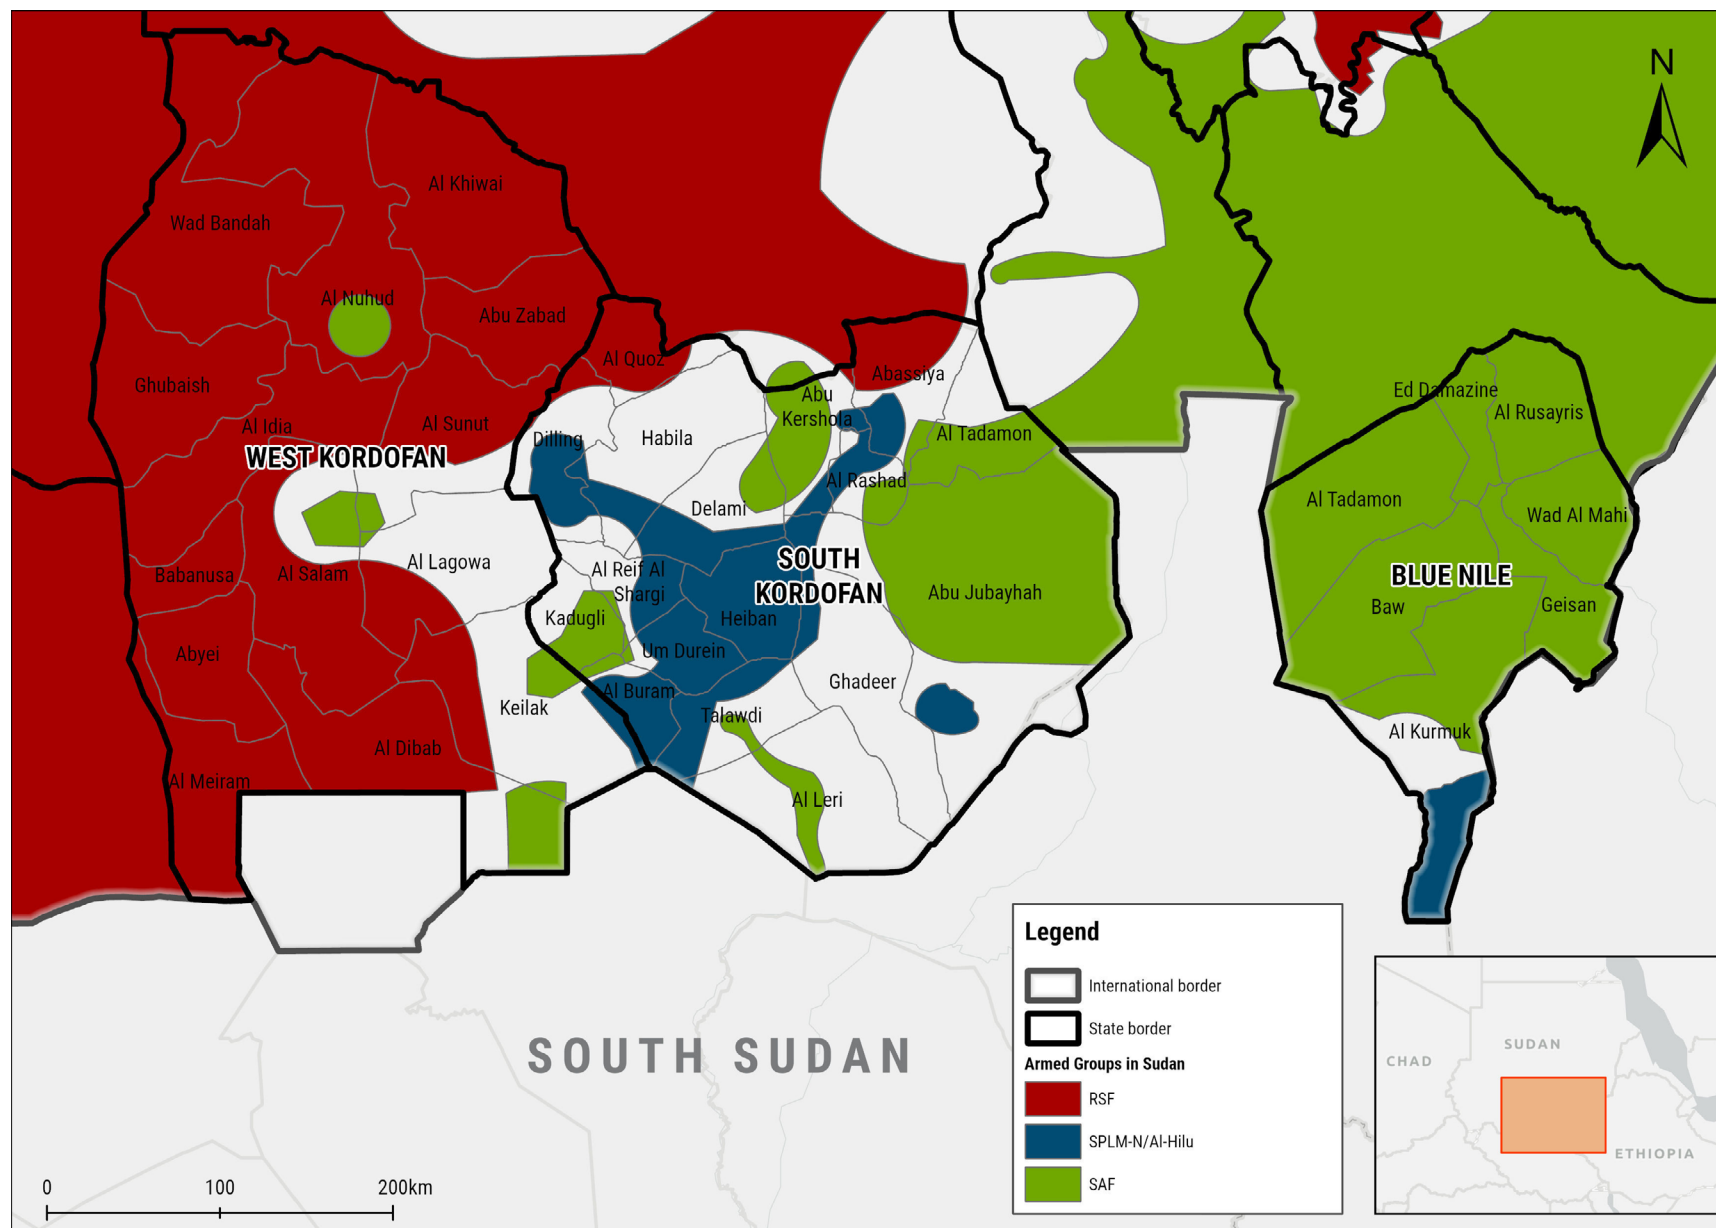 N
Al Khiwai
Wad Bandah
Al Nuhud
Abu Zabad
Al Quoz
Abassiya
Ghubaish
Abu
Kershola
Ed Damazine
Al Rusayris
Al Idia
Al Sunut
Dilling
Habila
Al Tadamon
WEST KORDOFAN
Al Rashad
Al Tadamon
Delami
Wad Al Mahi
Al Lagowa
SOUTH
KORDOFAN
Babanusa
Al Salam
Al Reif Al
Shargi
Abu Jubayhah
BLUE NILE
Baw
Geisan
Kadugli
Heiban
Abyei
Um Durein
Al Buram
Ghadeer
Keilak
Talawdi
Al Kurmuk
Al Dibab
Al Meiram
Al Leri
SOUTH SUDAN
Legend
International border
State border
Armed Groups in Sudan
RSF
SPLM-N/Al-Hilu
SAF
SUDAN
CHAD
ETHIOPIA
0 100 200km